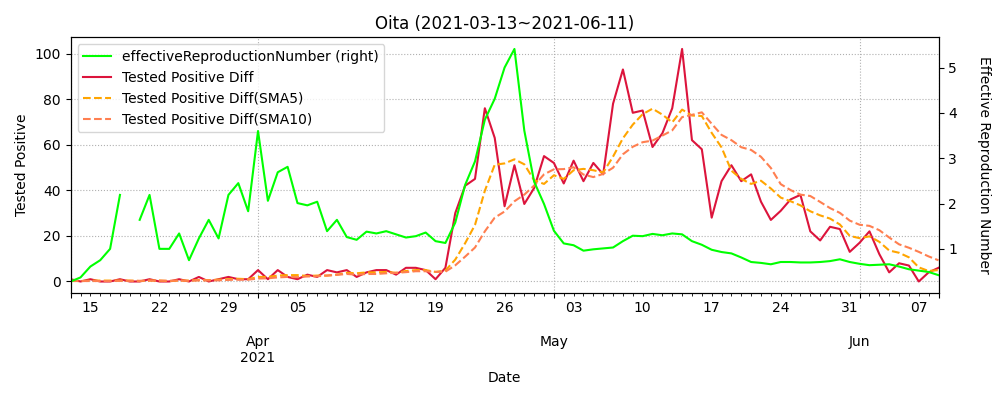 Oita (2021-03-13~2021-06-11)
effectiveReproductionNumber (right)
Tested Positive Diff
Tested Positive Diff(SMA5)
Tested Positive Diff(SMA10)
Tested Positive
Effective Reproduction Number
100
80
60
40
20
0
5
4
3
2
1
15 22 29 05 12 19 26 03 10 17 24 31 07
Apr May Jun
2021
Date